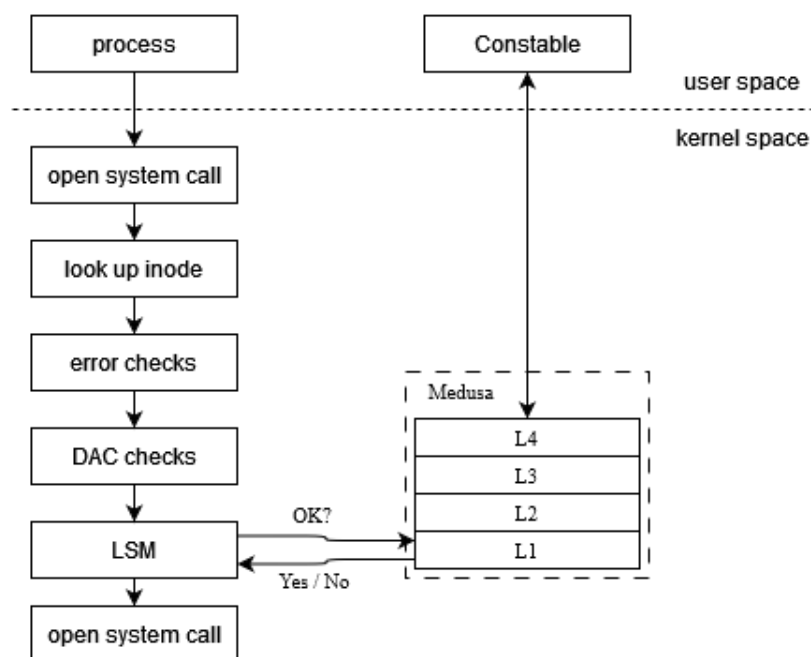 process
Constable
user space
kernel space
open system call
look up inode
error checks
Medusa
L4
DAC checks
L3
L2
OK?
LSM
L1
Yes / No
open system call